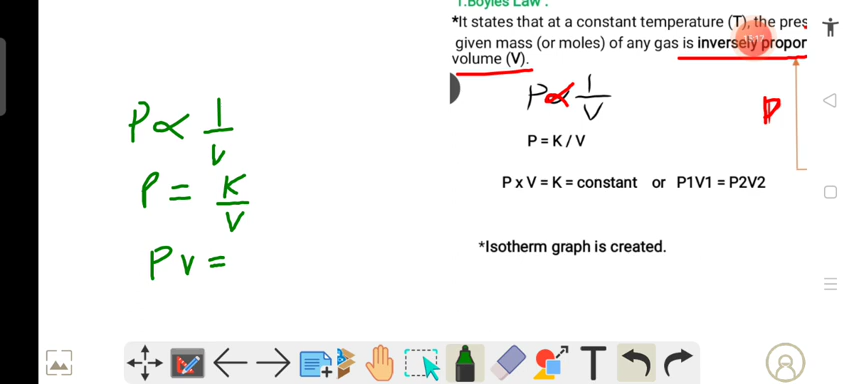 1.Boyles Law :
*It states that at a constant temperature (T), the pres
given mass (or moles) of any gas is inversely propor
volume (V).
P ∝ 1/V
P = K / V
P x V = K = constant or P1V1 = P2V2
*Isotherm graph is created.
P ∝ 1/V
P = K/V
PV =
P
T